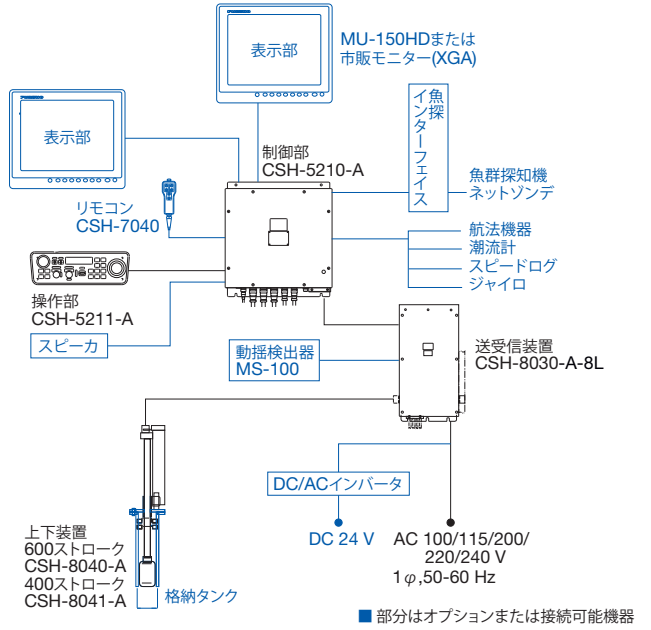 表示部
MU-150HDまたは
市販モニター(XGA)
表示部
魚探
インターフェイス
制御部
CSH-5210-A
魚群探知機
ネットゾンデ
リモコン
CSH-7040
航法機器
潮流計
スピードログ
ジャイロ
操作部
CSH-5211-A
スピーカ
動揺検出器
MS-100
送受信装置
CSH-8030-A-8L
DC/ACインバータ
DC 24 V
AC 100/115/200/
220/240 V
1φ,50-60 Hz
上下装置
600ストローク
CSH-8040-A
400ストローク
CSH-8041-A
格納タンク
■ 部分はオプションまたは接続可能機器